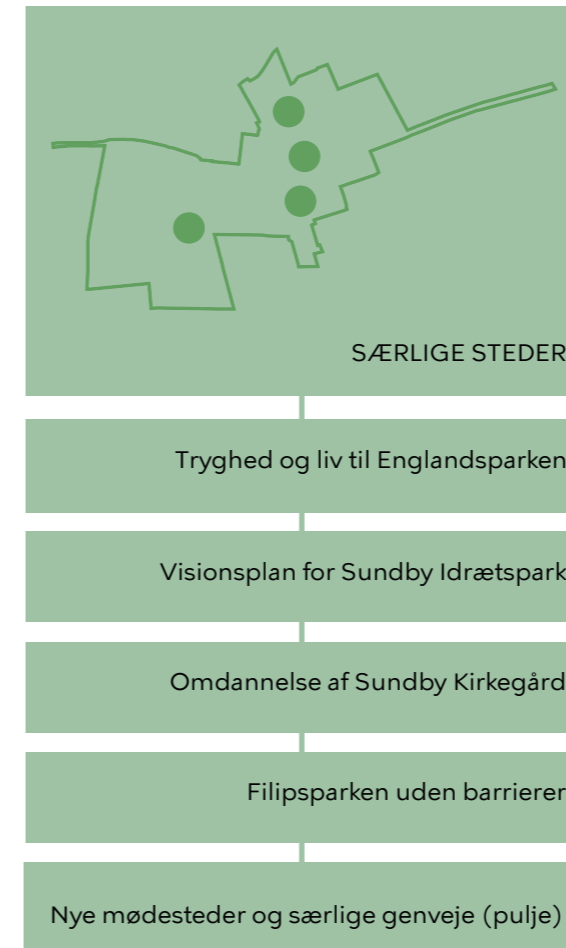 SÆRLIGE STEDER
Tryghed og liv til Englandsparken
Visionsplan for Sundby Idrætspark
Omdannelse af Sundby Kirkegård
Filipsparken uden barrierer
Nye mødesteder og særlige genveje (pulje)